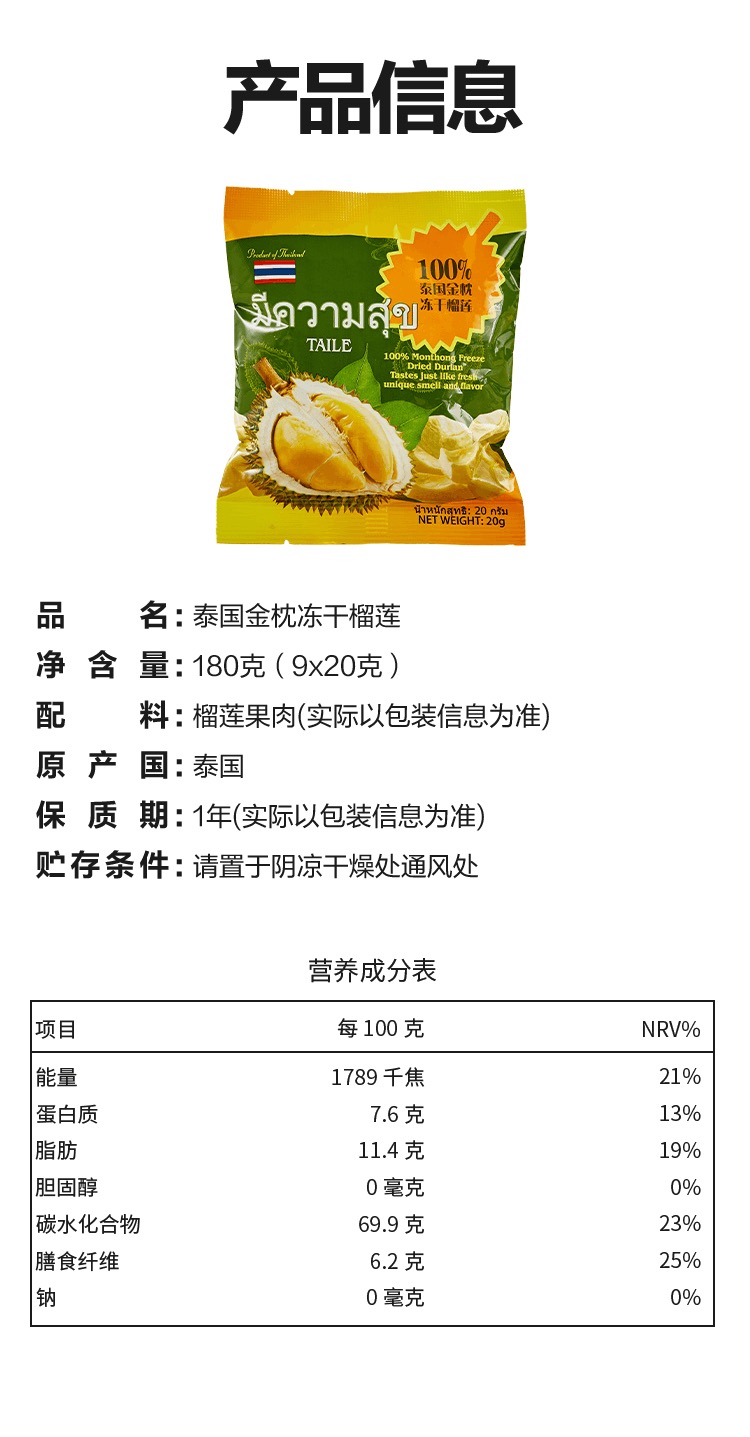 产品信息
Product of Thailand
100%
泰国金枕
冻干榴莲
มีความสุข
TAILE
100% Monthong Freeze
Dried Durian
Tastes just like fresh
unique smell and flavor
น้ำหนักสุทธิ: 20 กรัม
NET WEIGHT: 20g
品名：泰国金枕冻干榴莲
净含量：180克（9x20克）
配料：榴莲果肉(实际以包装信息为准)
原产国：泰国
保质期：1年(实际以包装信息为准)
贮存条件：请置于阴凉干燥处通风处
营养成分表
项目 每 100 克 NRV%
能量 1789 千焦 21%
蛋白质 7.6 克 13%
脂肪 11.4 克 19%
胆固醇 0 毫克 0%
碳水化合物 69.9 克 23%
膳食纤维 6.2 克 25%
钠 0 毫克 0%